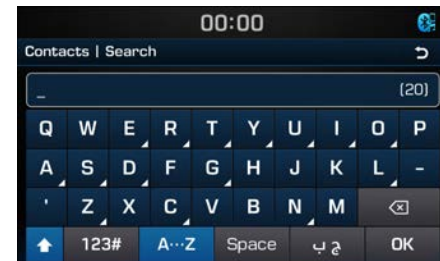 00:00
Contacts | Search
_ (20)
Q W E R T Y U I O P
A S D F G H J K L -
' Z X C V B N M
123# A···Z Space ج ب OK